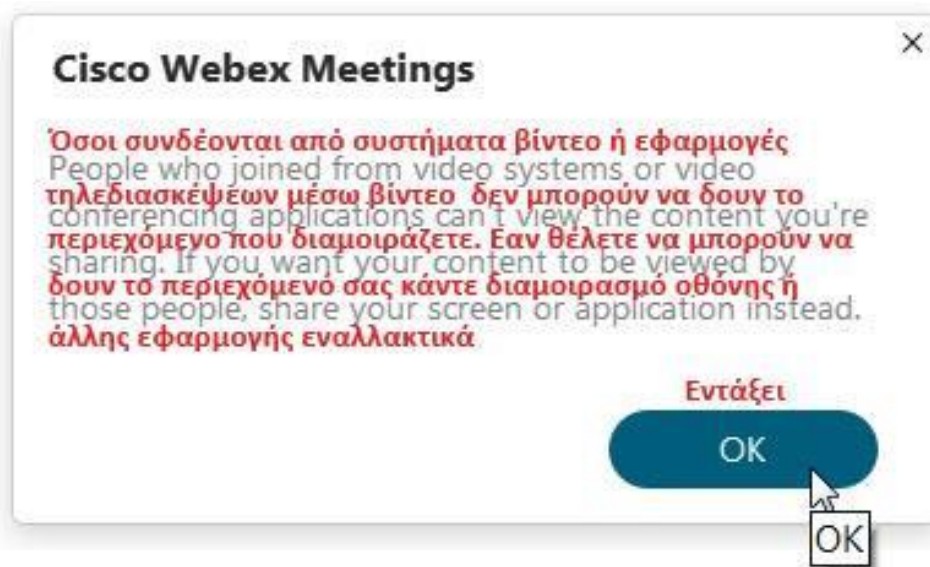 Cisco Webex Meetings
Όσοι συνδέονται από συστήματα βίντεο ή εφαρμογές
People who joined from video systems or video
τηλεδιασκέψέων μέσω βίντεο δεν μπορούν να δουν το
conferencing applications can't view the content you're
περιεχόμενο που διαμοιράζετε. Εαν θέλετε να μπορούν να
sharing. If you want your content to be viewed by
δουν το περιεχόμενό σας κάντε διαμοιρασμό οθόνης ή
those people, share your screen or application instead.
άλλης εφαρμογής εναλλακτικά
Εντάξει
OK
OK